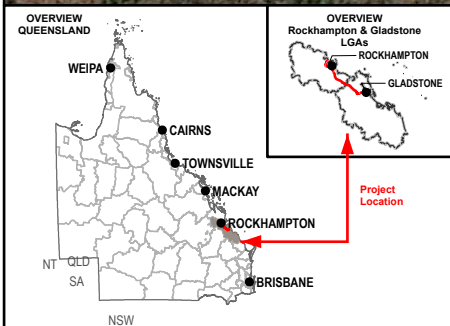 OVERVIEW
QUEENSLAND
WEIPA
CAIRNS
TOWNSVILLE
MACKAY
ROCKHAMPTON
BRISBANE
NT
QLD
SA
NSW
OVERVIEW
Rockhampton & Gladstone
LGAs
ROCKHAMPTON
GLADSTONE
Project
Location